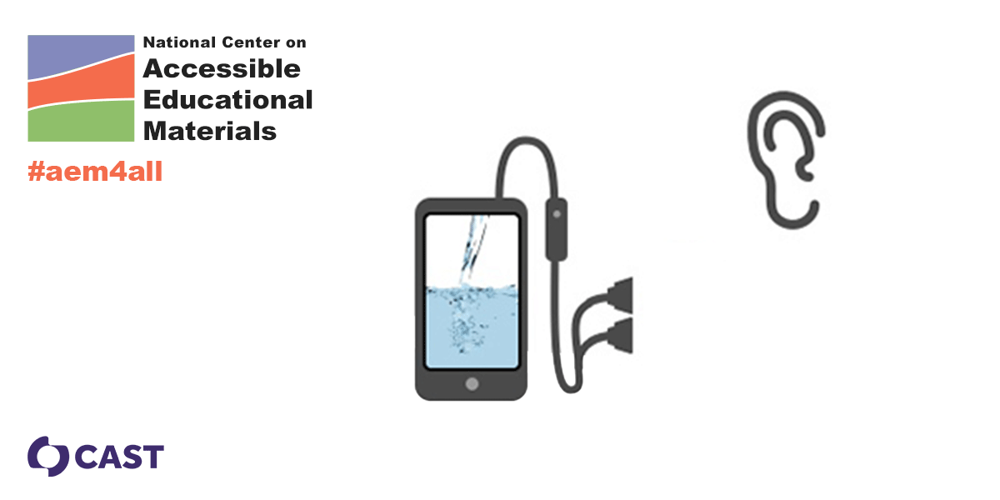 National Center on
Accessible
Educational
Materials
#aem4all
CAST